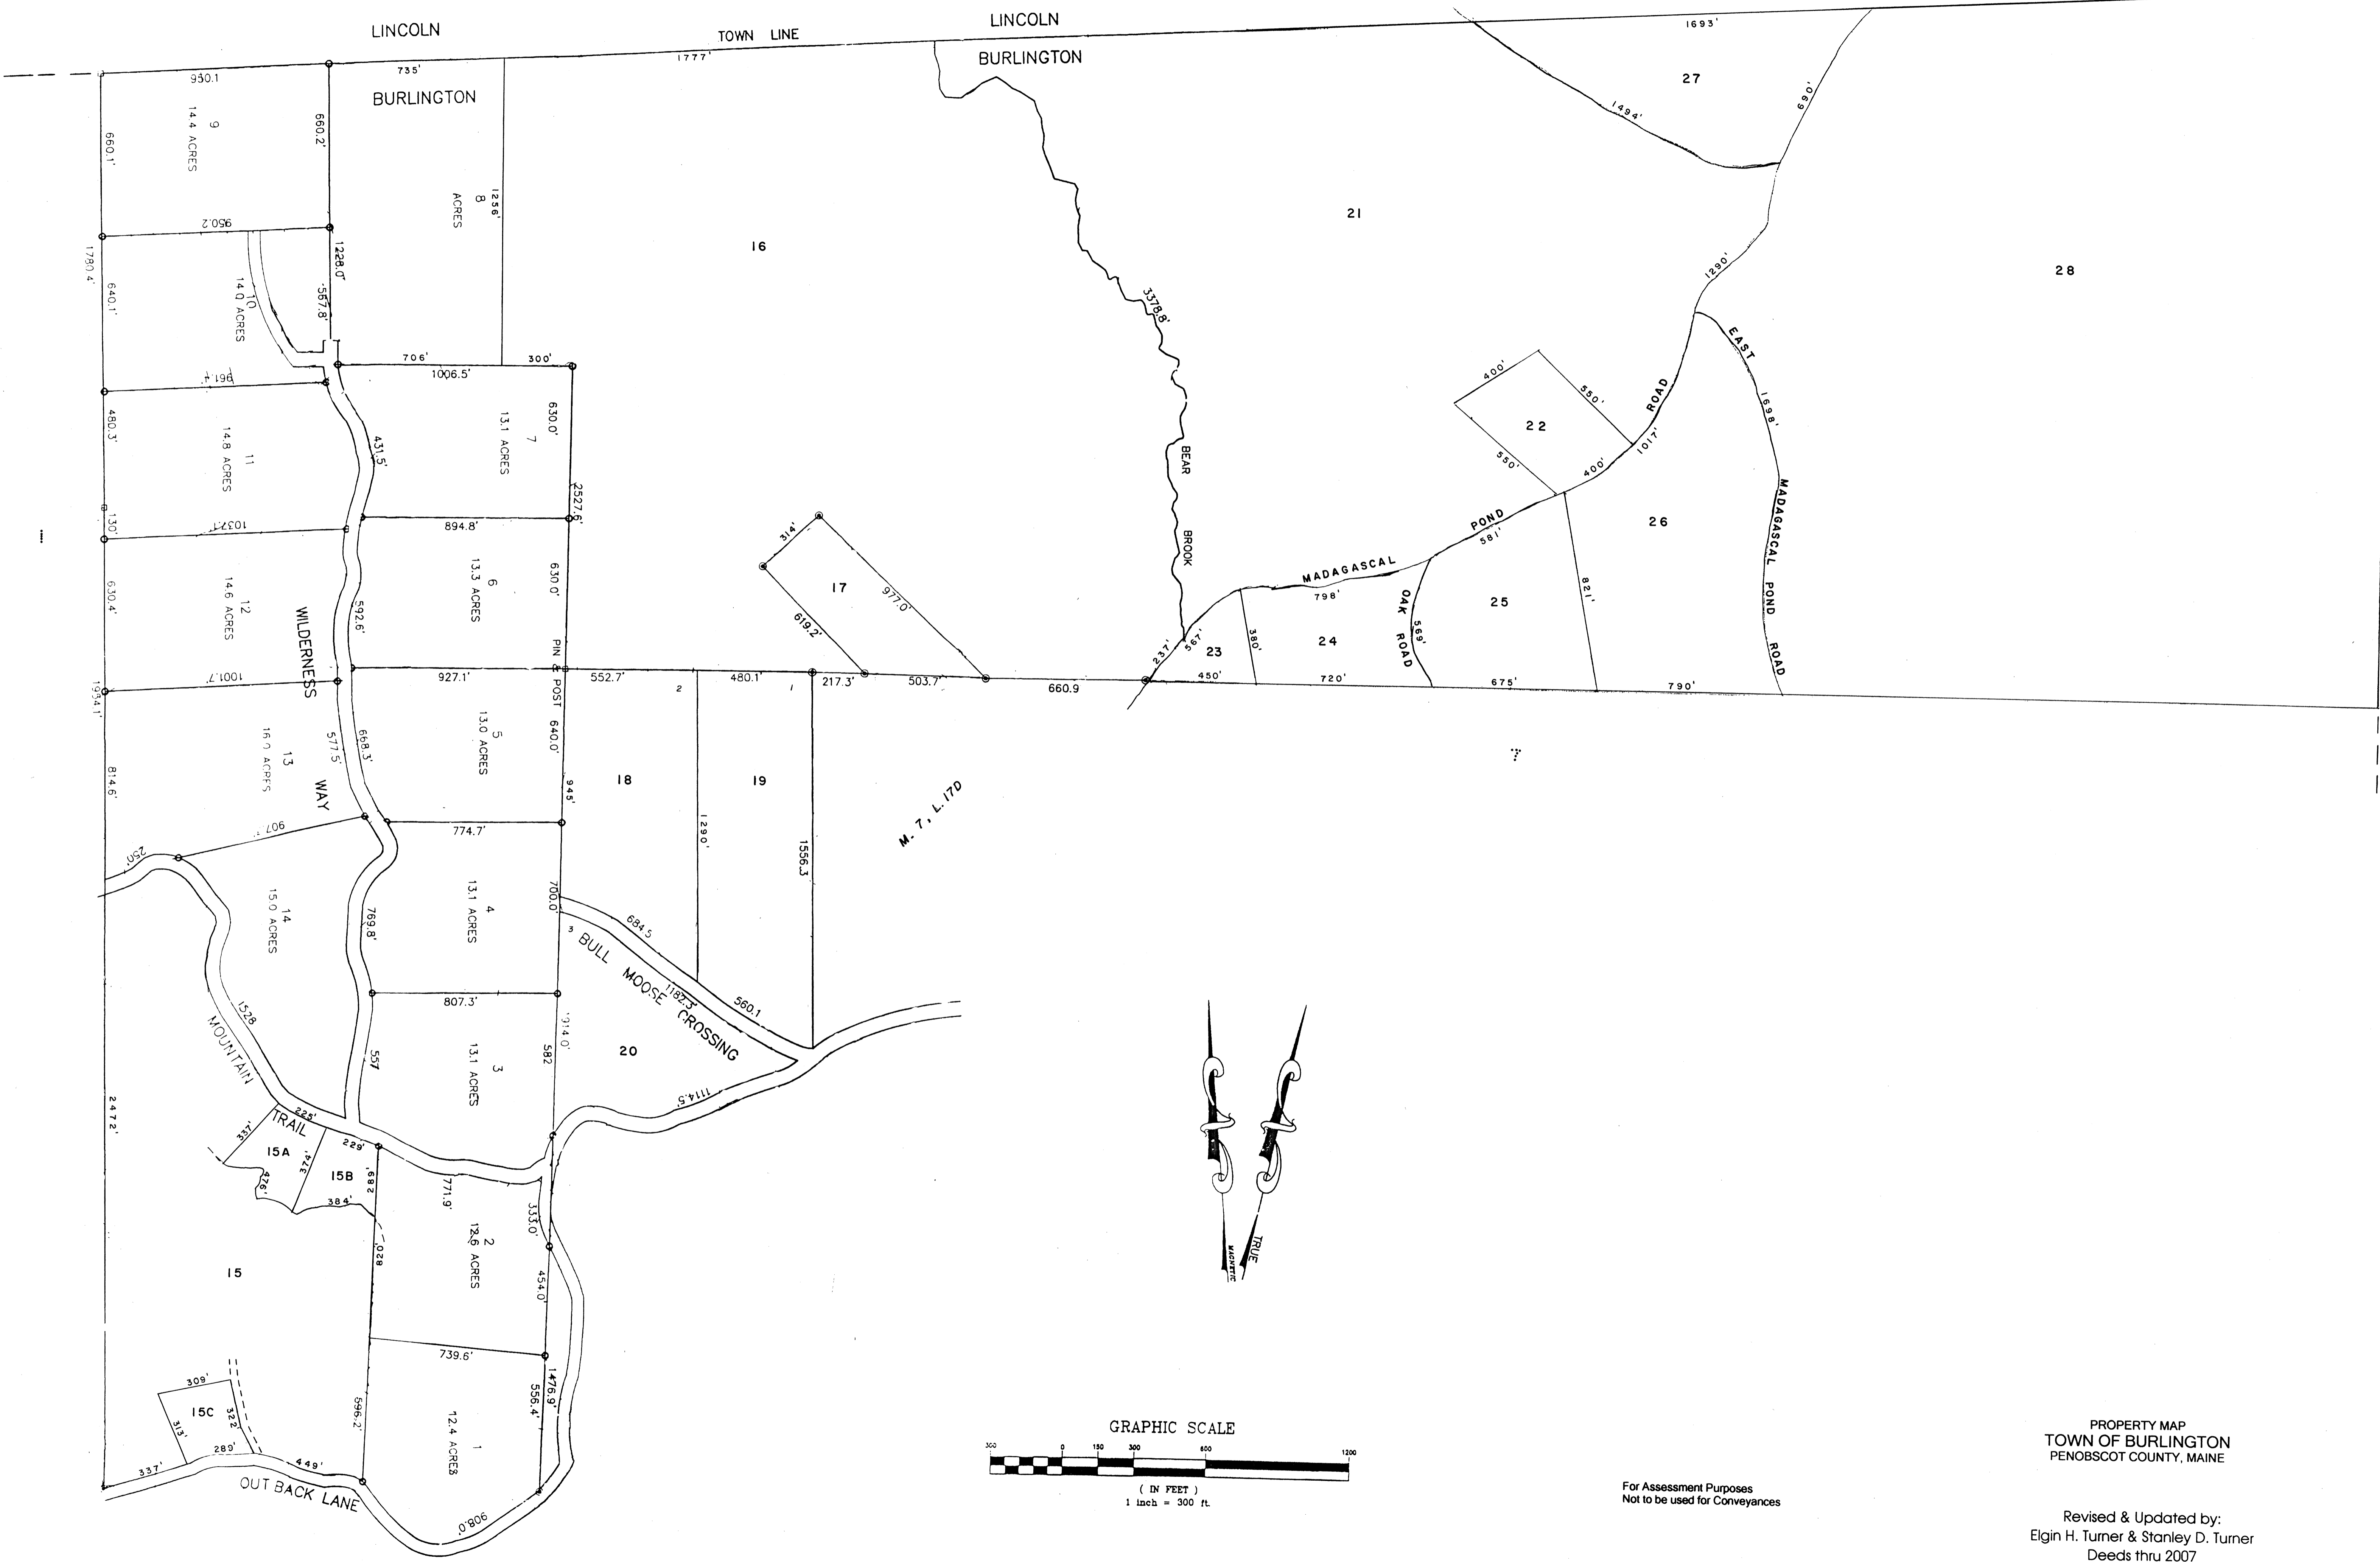 LINCOLN
TOWN LINE
LINCOLN
BURLINGTON
BURLINGTON
735'
1777'
1693'
27
1494'
690'
660.2'
9
14.4 ACRES
660.1'
950.2
1780.4'
640.1'
10
14.0 ACRES
1228.0'
567.8'
8
ACRES
1256'
16
21
28
3378.8'
BEAR
BROOK
1290'
EAST
1698'
MADAGASCAL POND ROAD
400'
550'
22
550'
400'
ROAD
1017'
26
POND
581'
MADAGASCAL
798'
OAK ROAD
569'
25
821'
24
23
380'
237'
567'
450'
720'
675'
790'
706'
300'
1006.5'
480.3'
11
14.8 ACRES
431.5'
7
13.1 ACRES
630.0'
2527.6'
130'
1037.1
894.8'
12
14.6 ACRES
630.4'
WILDERNESS
WAY
592.6'
6
13.3 ACRES
630.0'
PIN & POST
314'
17
977.0'
619.2'
1001.7'
927.1'
552.7'
2
480.1'
1
217.3'
503.7'
660.9
13
814.6'
577.5'
668.3'
5
13.0 ACRES
640.0'
945'
18
19
1290'
1556.3
M. 7, L. 17D
250'
774.7'
14
15.0 ACRES
769.8'
4
13.1 ACRES
700.0'
3
684.5
BULL MOOSE CROSSING
1182.3'
560.1
1528
MOUNTAIN
TRAIL
807.3'
557
3
13.1 ACRES
582
20
1114.5'
2472'
225'
229'
337'
15A
374'
15B
476'
384'
289'
771.9'
333.0'
820'
2
12.6 ACRES
454.0'
15
739.6'
1476.9'
556.4'
309'
15C
322'
313'
289'
337'
449'
596.2'
1
OUT BACK LANE
908.0'
TRUE
MAGNETIC
GRAPHIC SCALE
300 0 150 300 600 1200
( IN FEET )
1 inch = 300 ft.
For Assessment Purposes
Not to be used for Conveyances
PROPERTY MAP
TOWN OF BURLINGTON
PENOBSCOT COUNTY, MAINE
Revised & Updated by:
Elgin H. Turner & Stanley D. Turner
Deeds thru 2007